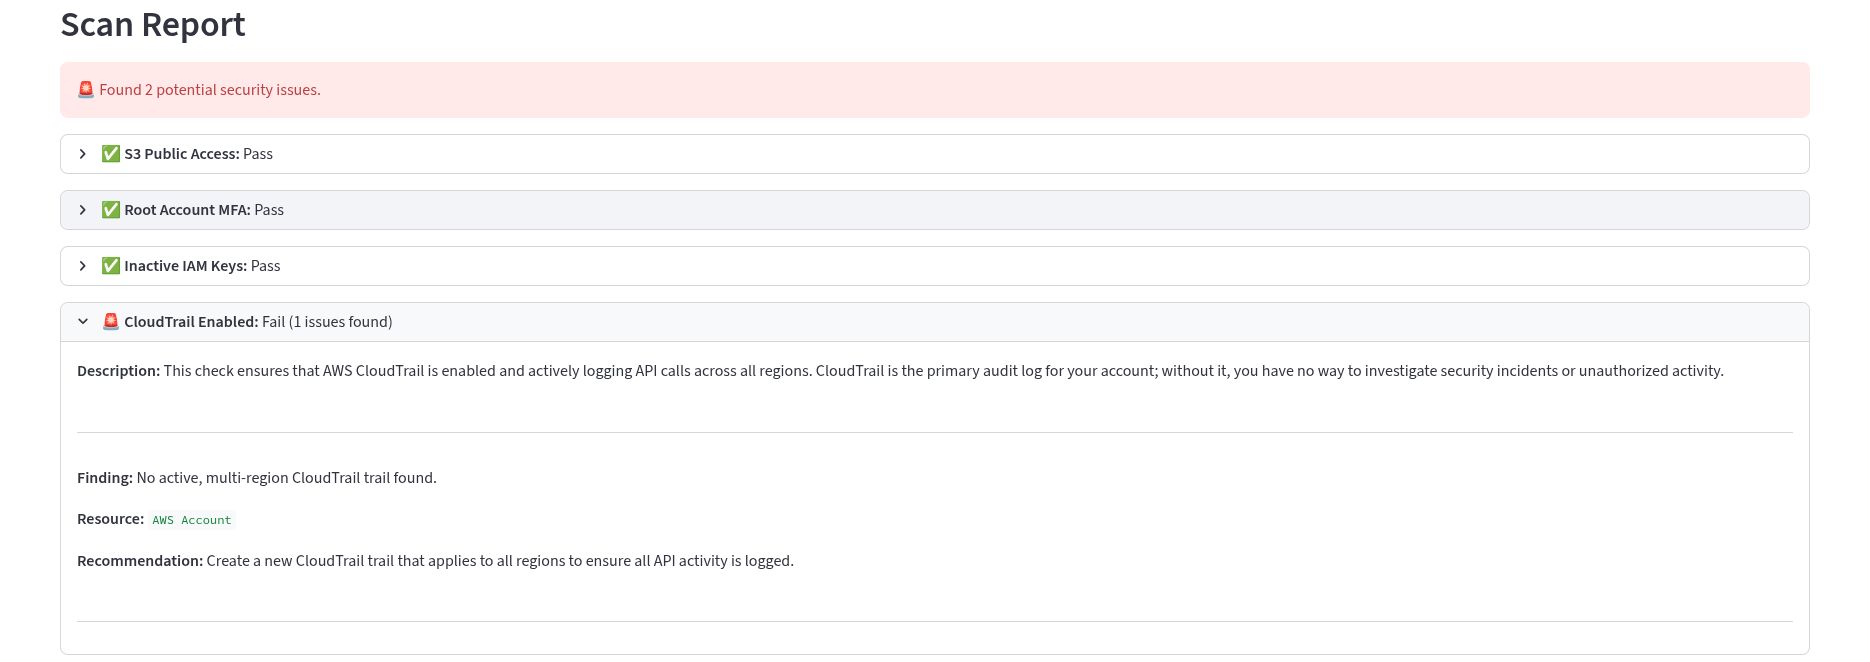 Scan Report
🚨 Found 2 potential security issues.
✅ S3 Public Access: Pass
✅ Root Account MFA: Pass
✅ Inactive IAM Keys: Pass
🚨 CloudTrail Enabled: Fail (1 issues found)
Description: This check ensures that AWS CloudTrail is enabled and actively logging API calls across all regions. CloudTrail is the primary audit log for your account; without it, you have no way to investigate security incidents or unauthorized activity.
Finding: No active, multi-region CloudTrail trail found.
Resource: AWS Account
Recommendation: Create a new CloudTrail trail that applies to all regions to ensure all API activity is logged.